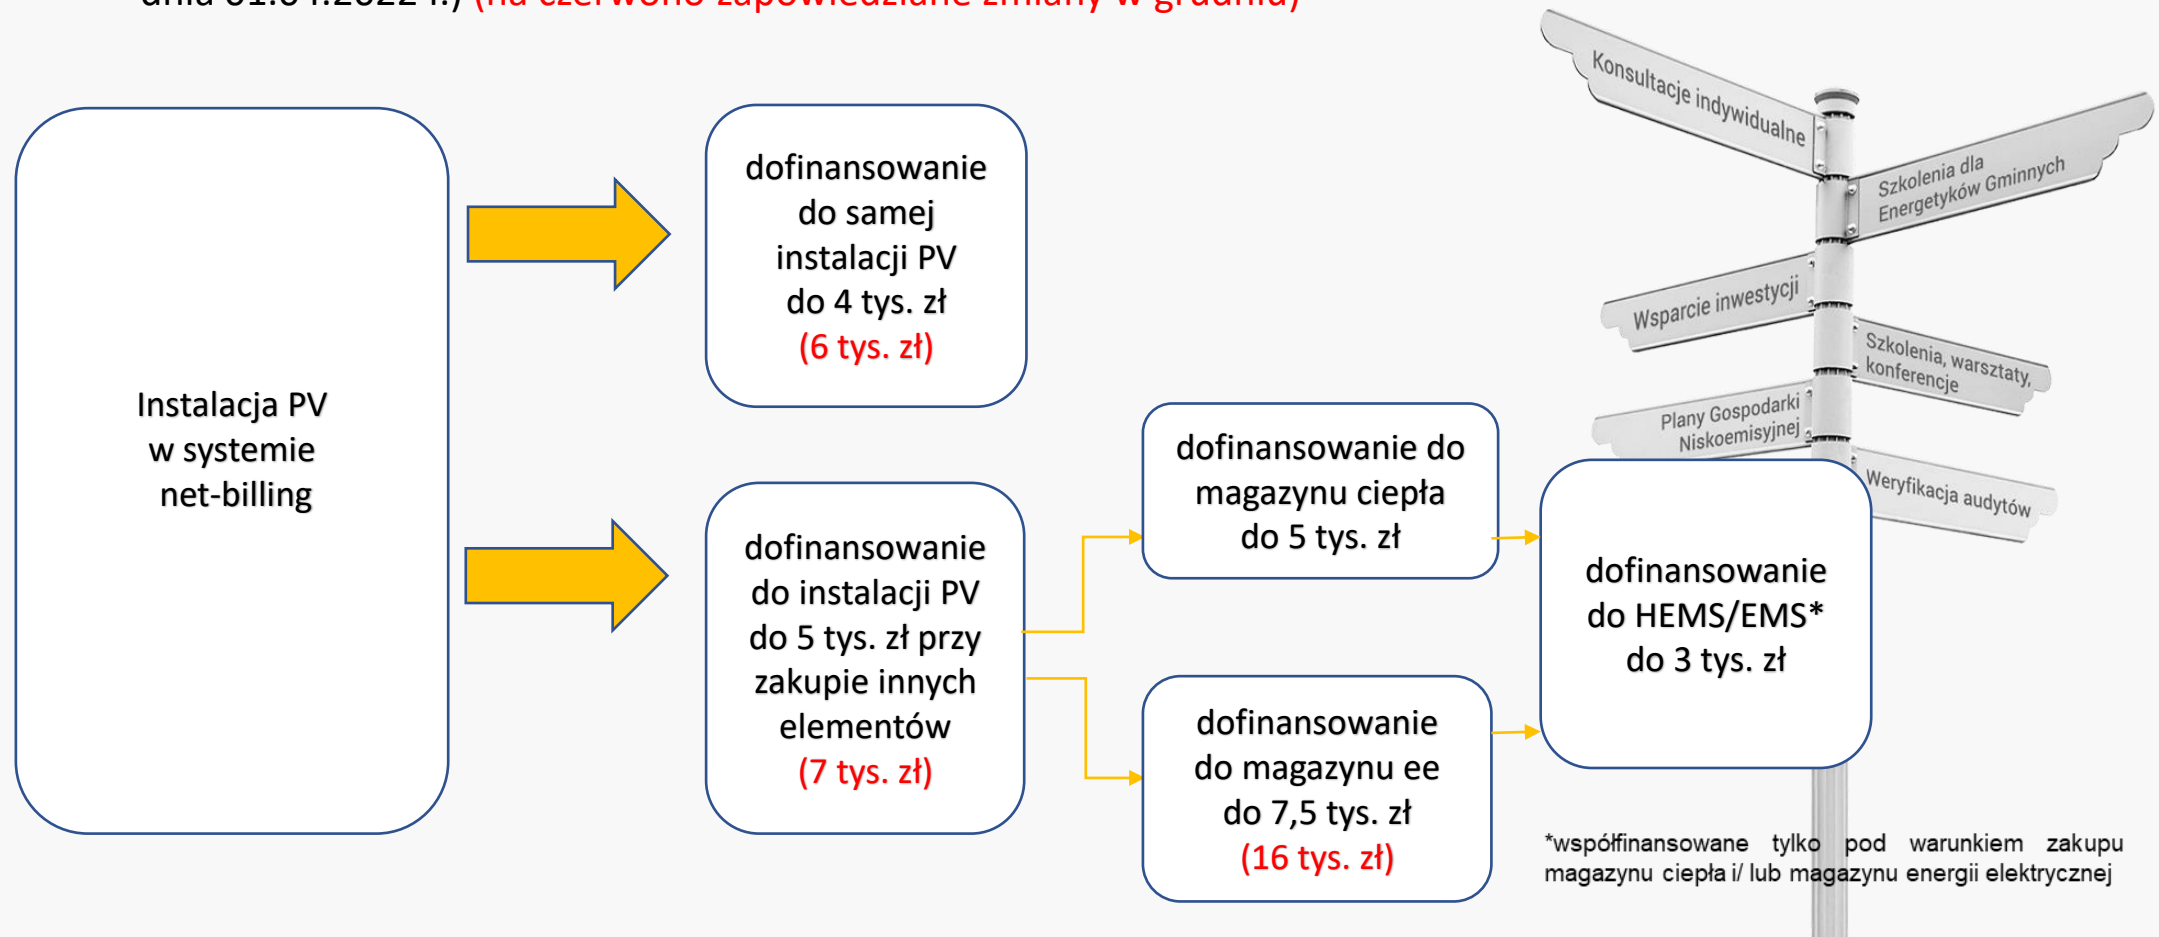 dnia 01.04.2022 r.) (na czerwono zapowiedziane zmiany w grudniu)
Konsultacje indywidualne
Szkolenia dla
Energetyków Gminnych
Wsparcie inwestycji
Szkolenia, warsztaty,
konferencje
Plany Gospodarki
Niskoemisyjnej
Weryfikacja audytów
Instalacja PV
w systemie
net-billing
dofinansowanie
do samej
instalacji PV
do 4 tys. zł
(6 tys. zł)
dofinansowanie
do instalacji PV
do 5 tys. zł przy
zakupie innych
elementów
(7 tys. zł)
dofinansowanie do
magazynu ciepła
do 5 tys. zł
dofinansowanie
do magazynu ee
do 7,5 tys. zł
(16 tys. zł)
dofinansowanie
do HEMS/EMS*
do 3 tys. zł
*współfinansowane tylko pod warunkiem zakupu
magazynu ciepła i/ lub magazynu energii elektrycznej